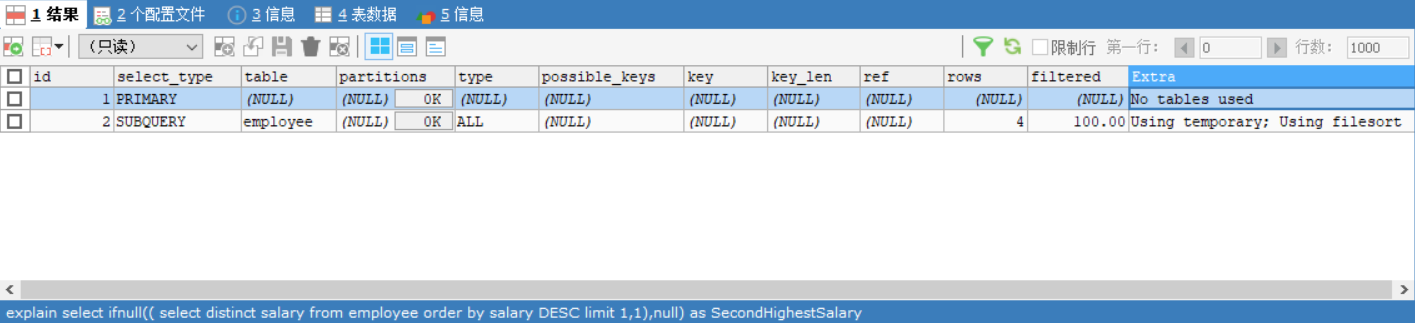 1 结果 2 个配置文件 3 信息 4 表数据 5 信息
（只读） 限制行 第一行: 0 行数: 1000
id select_type table partitions type possible_keys key key_len ref rows filtered Extra
1 PRIMARY (NULL) (NULL) 0K (NULL) (NULL) (NULL) (NULL) (NULL) (NULL) (NULL) No tables used
2 SUBQUERY employee (NULL) 0K ALL (NULL) (NULL) (NULL) (NULL) 4 100.00 Using temporary; Using filesort
explain select ifnull(( select distinct salary from employee order by salary DESC limit 1,1),null) as SecondHighestSalary